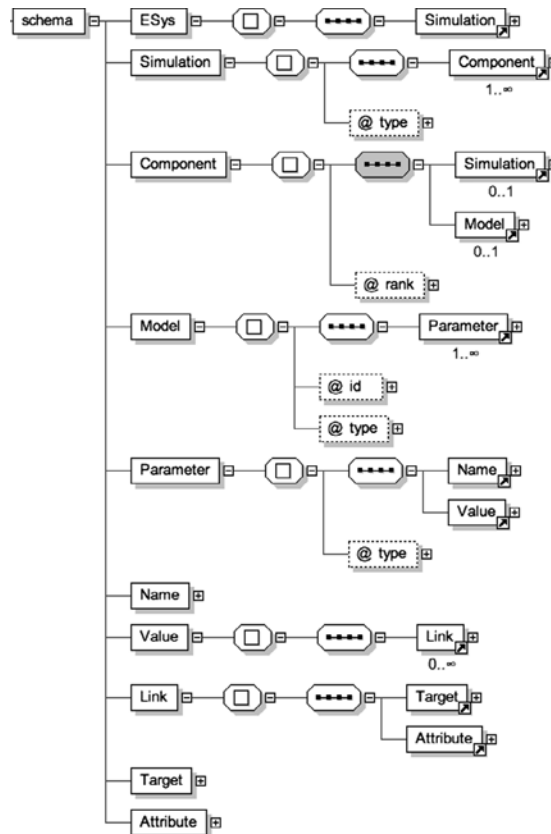 schema ESys Simulation
Simulation Component
1..∞
@ type
Component Simulation
0..1
Model
0..1
@ rank
Model Parameter
1..∞
@ id
@ type
Parameter Name
Value
@ type
Name
Value Link
0..∞
Link Target
Attribute
Target
Attribute